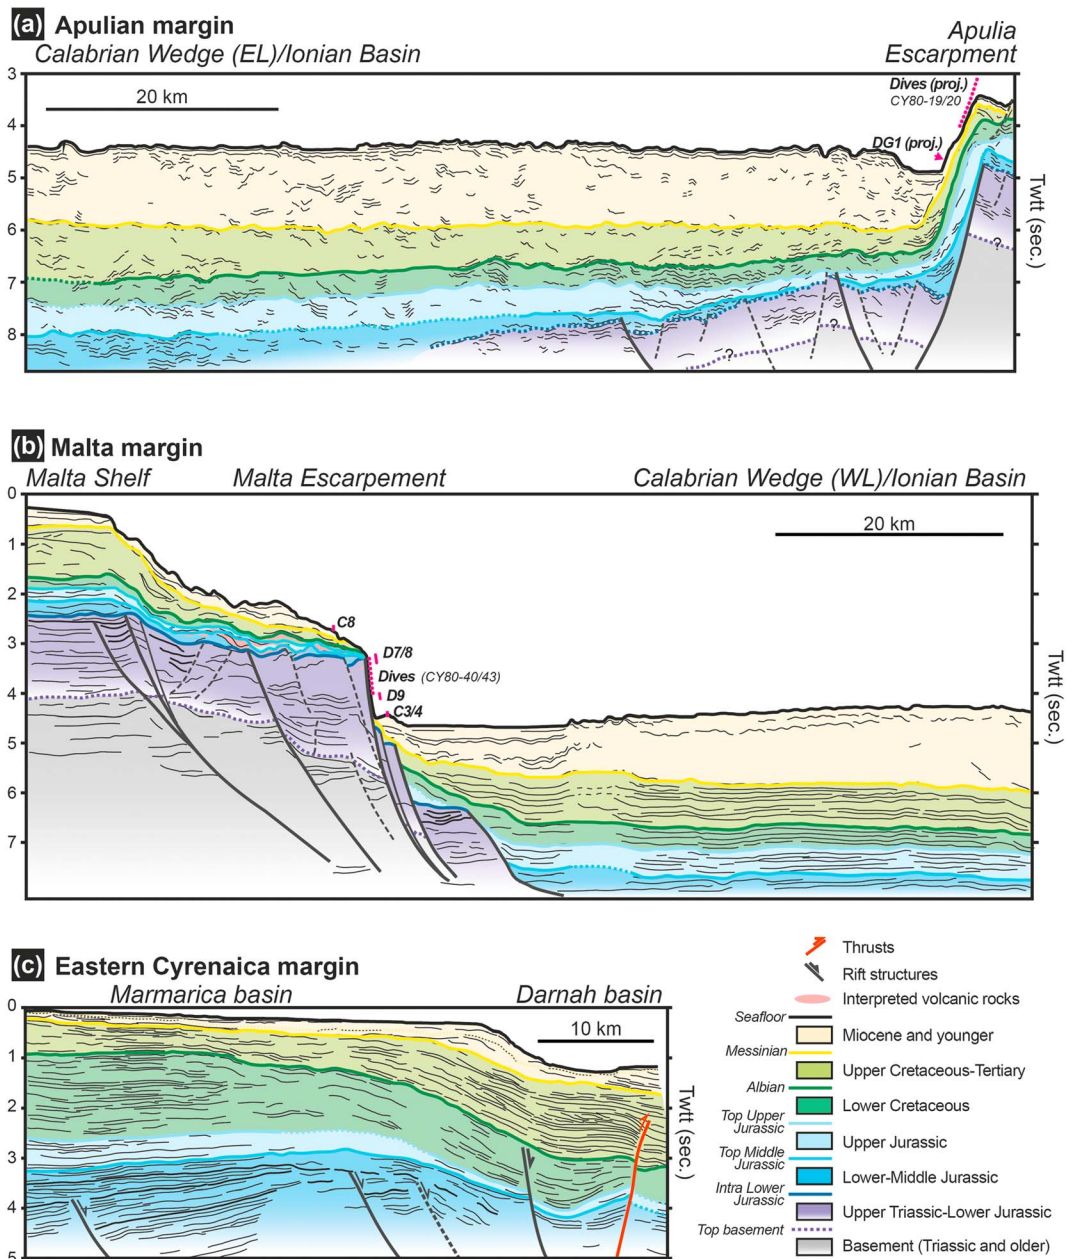 (a) Apulian margin
Calabrian Wedge (EL)/Ionian Basin
Apulia
Escarpment
3
4
5
6
7
8
20 km
Dives (proj.)
CY80-19/20
DG1 (proj.)
?
?
?
Twtt (sec.)
(b) Malta margin
Malta Shelf
Malta Escarpement
Calabrian Wedge (WL)/Ionian Basin
0
1
2
3
4
5
6
7
20 km
C8
D7/8
Dives (CY80-40/43)
D9
C3/4
Twtt (sec.)
(c) Eastern Cyrenaica margin
Marmarica basin
Darnah basin
0
1
2
3
4
5
10 km
Twtt (sec.)
Thrusts
Rift structures
Interpreted volcanic rocks
Seafloor
Miocene and younger
Messinian
Upper Cretaceous-Tertiary
Albian
Lower Cretaceous
Top Upper
Jurassic
Upper Jurassic
Top Middle
Jurassic
Lower-Middle Jurassic
Intra Lower
Jurassic
Upper Triassic-Lower Jurassic
Top basement
Basement (Triassic and older)